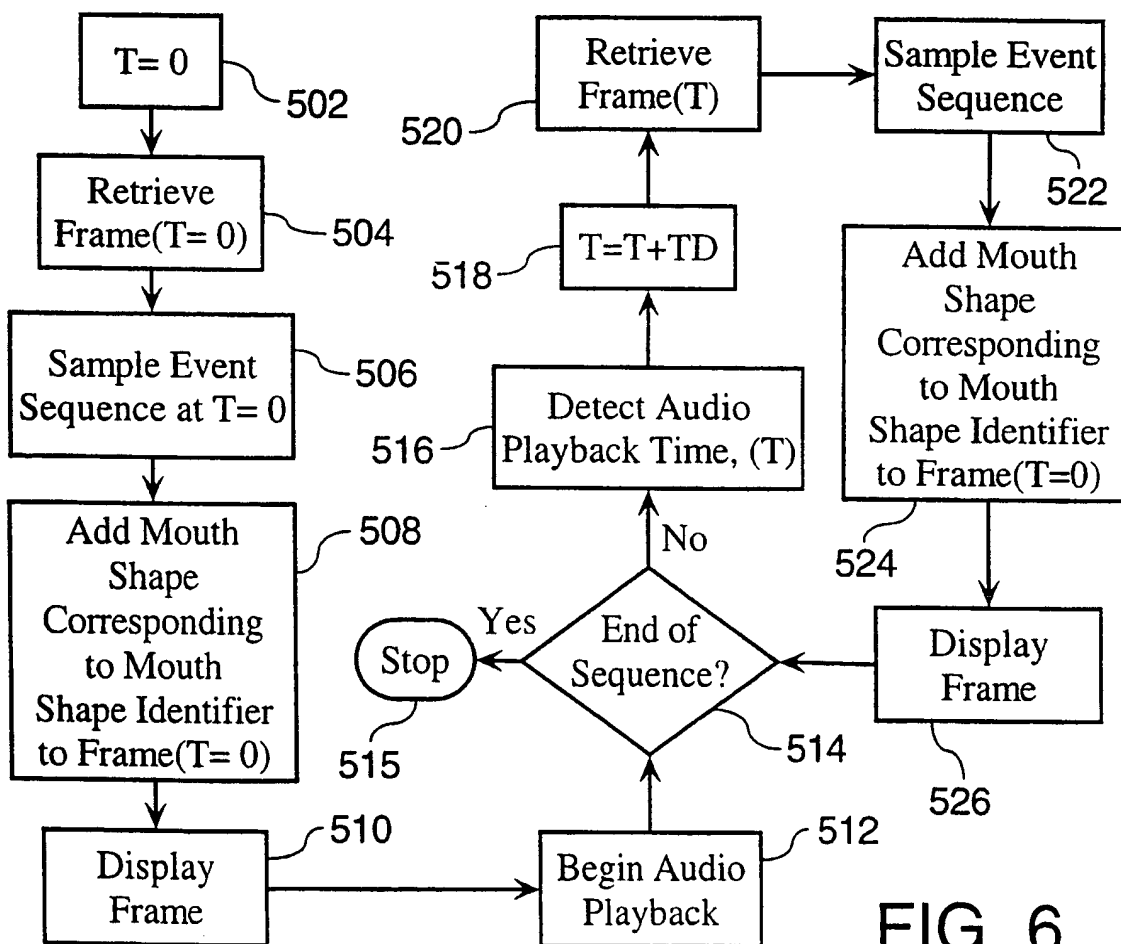 T= 0
502
Retrieve
Frame(T= 0)
504
Sample Event
Sequence at T= 0
506
Add Mouth
Shape
Corresponding
to Mouth
Shape Identifier
to Frame(T= 0)
508
Display
Frame
510
Begin Audio
Playback
512
End of
Sequence?
514
Yes
Stop
515
No
Detect Audio
Playback Time, (T)
516
T=T+TD
518
Retrieve
Frame(T)
520
Sample Event
Sequence
522
Add Mouth
Shape
Corresponding
to Mouth
Shape Identifier
to Frame(T=0)
524
Display
Frame
526
FIG. 6